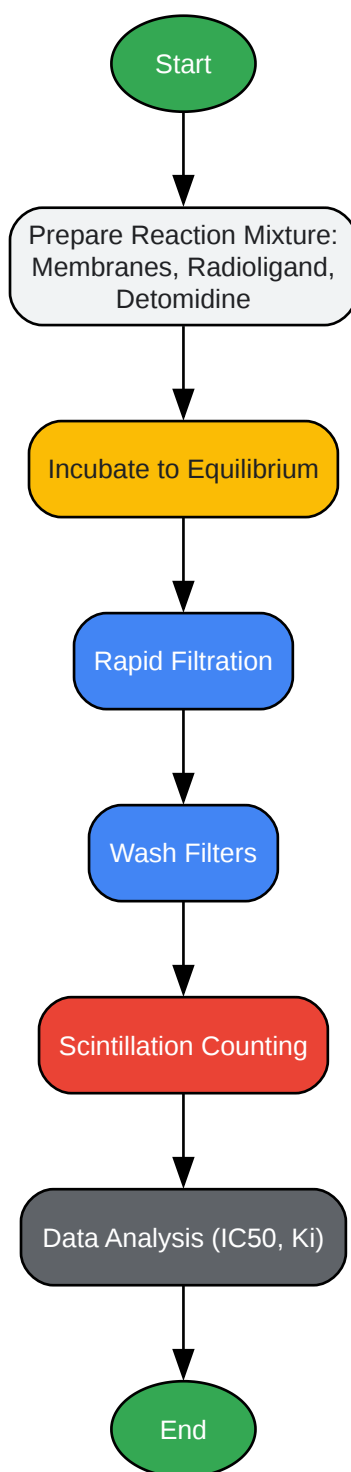 Start
Prepare Reaction Mixture:
Membranes, Radioligand,
Detomidine
Incubate to Equilibrium
Rapid Filtration
Wash Filters
Scintillation Counting
Data Analysis (IC50, Ki)
End